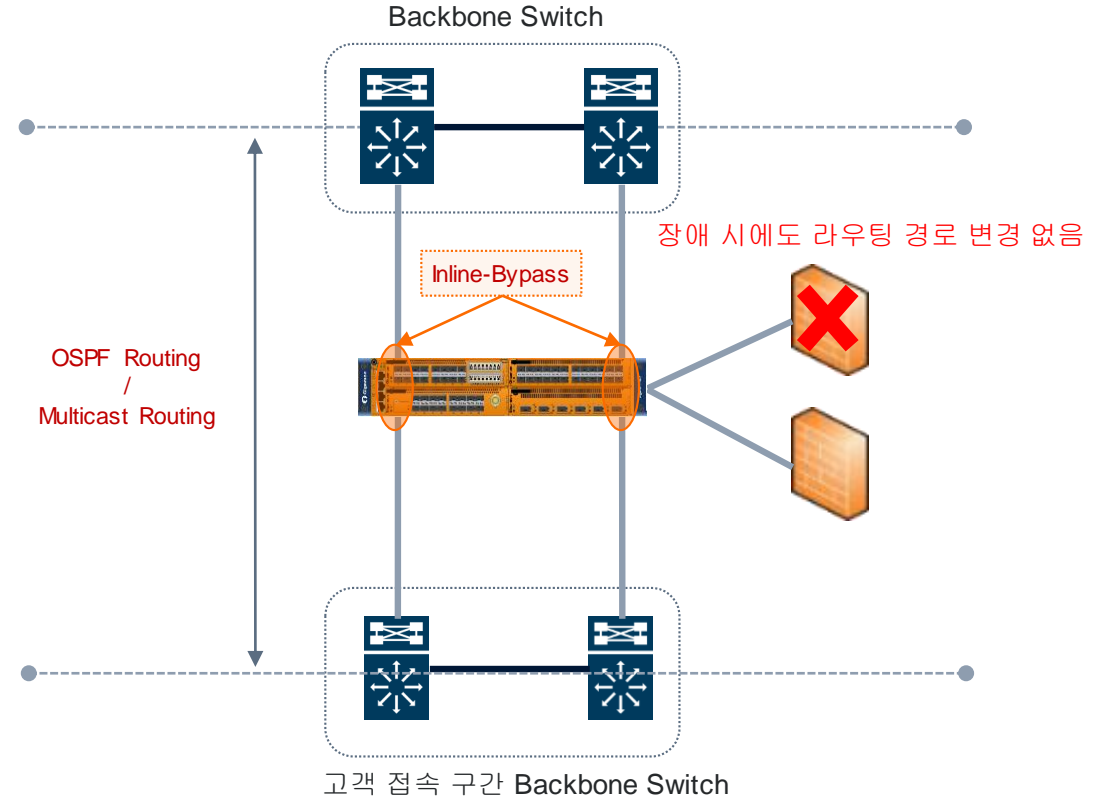 Backbone Switch
장애 시에도 라우팅 경로 변경 없음
Inline-Bypass
OSPF Routing
/
Multicast Routing
고객 접속 구간 Backbone Switch